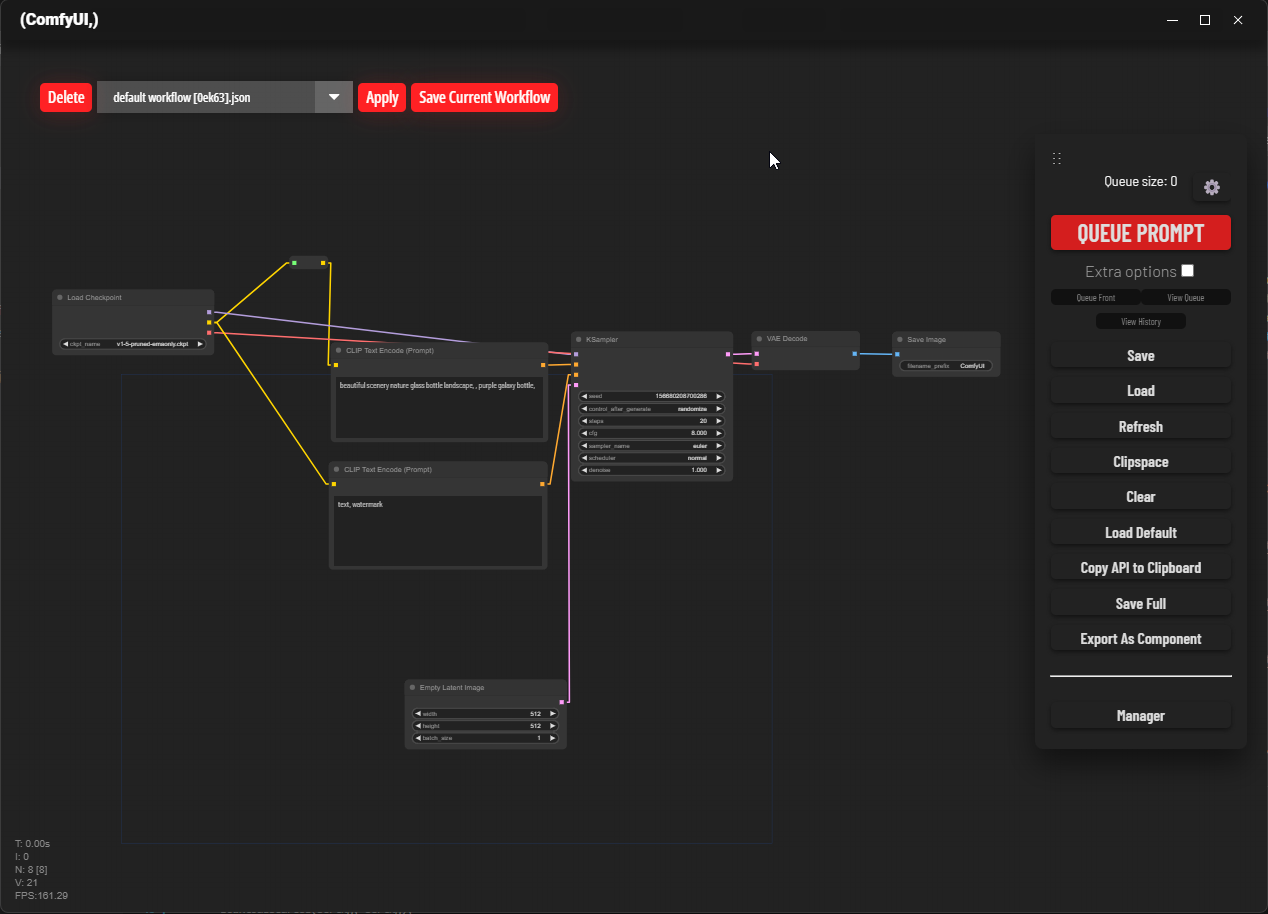 (ComfyUI,)
Delete
default workflow [0ek63].json
Apply
Save Current Workflow
Queue size: 0
QUEUE PROMPT
Extra options
Queue Front
View Queue
View History
Save
Load
Refresh
Clipspace
Clear
Load Default
Copy API to Clipboard
Save Full
Export As Component
Manager
Load Checkpoint
ckpt_name v1-5-pruned-emaonly.ckpt
CLIP Text Encode (Prompt)
beautiful scenery nature glass bottle landscape, , purple galaxy bottle,
CLIP Text Encode (Prompt)
text, watermark
KSampler
seed 156680208700286
control_after_generate randomize
steps 20
cfg 8.000
sampler_name euler
scheduler normal
denoise 1.000
VAE Decode
Save Image
filename_prefix ComfyUI
Empty Latent Image
width 512
height 512
batch_size 1
T: 0.00s
I: 0
N: 8 [8]
V: 21
FPS:161.29